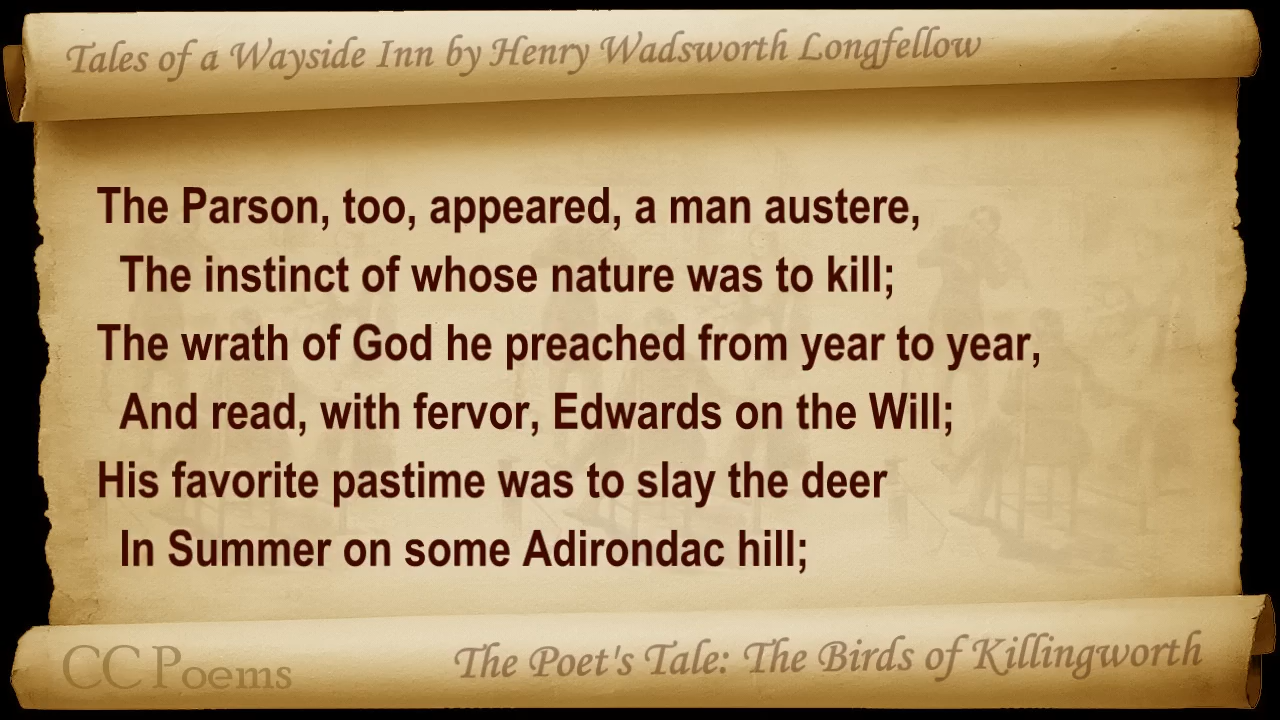 Tales of a Wayside Inn by Henry Wadsworth Longfellow
The Parson, too, appeared, a man austere,
The instinct of whose nature was to kill;
The wrath of God he preached from year to year,
And read, with fervor, Edwards on the Will;
His favorite pastime was to slay the deer
In Summer on some Adirondac hill;
CC Poems
The Poet's Tale: The Birds of Killingworth